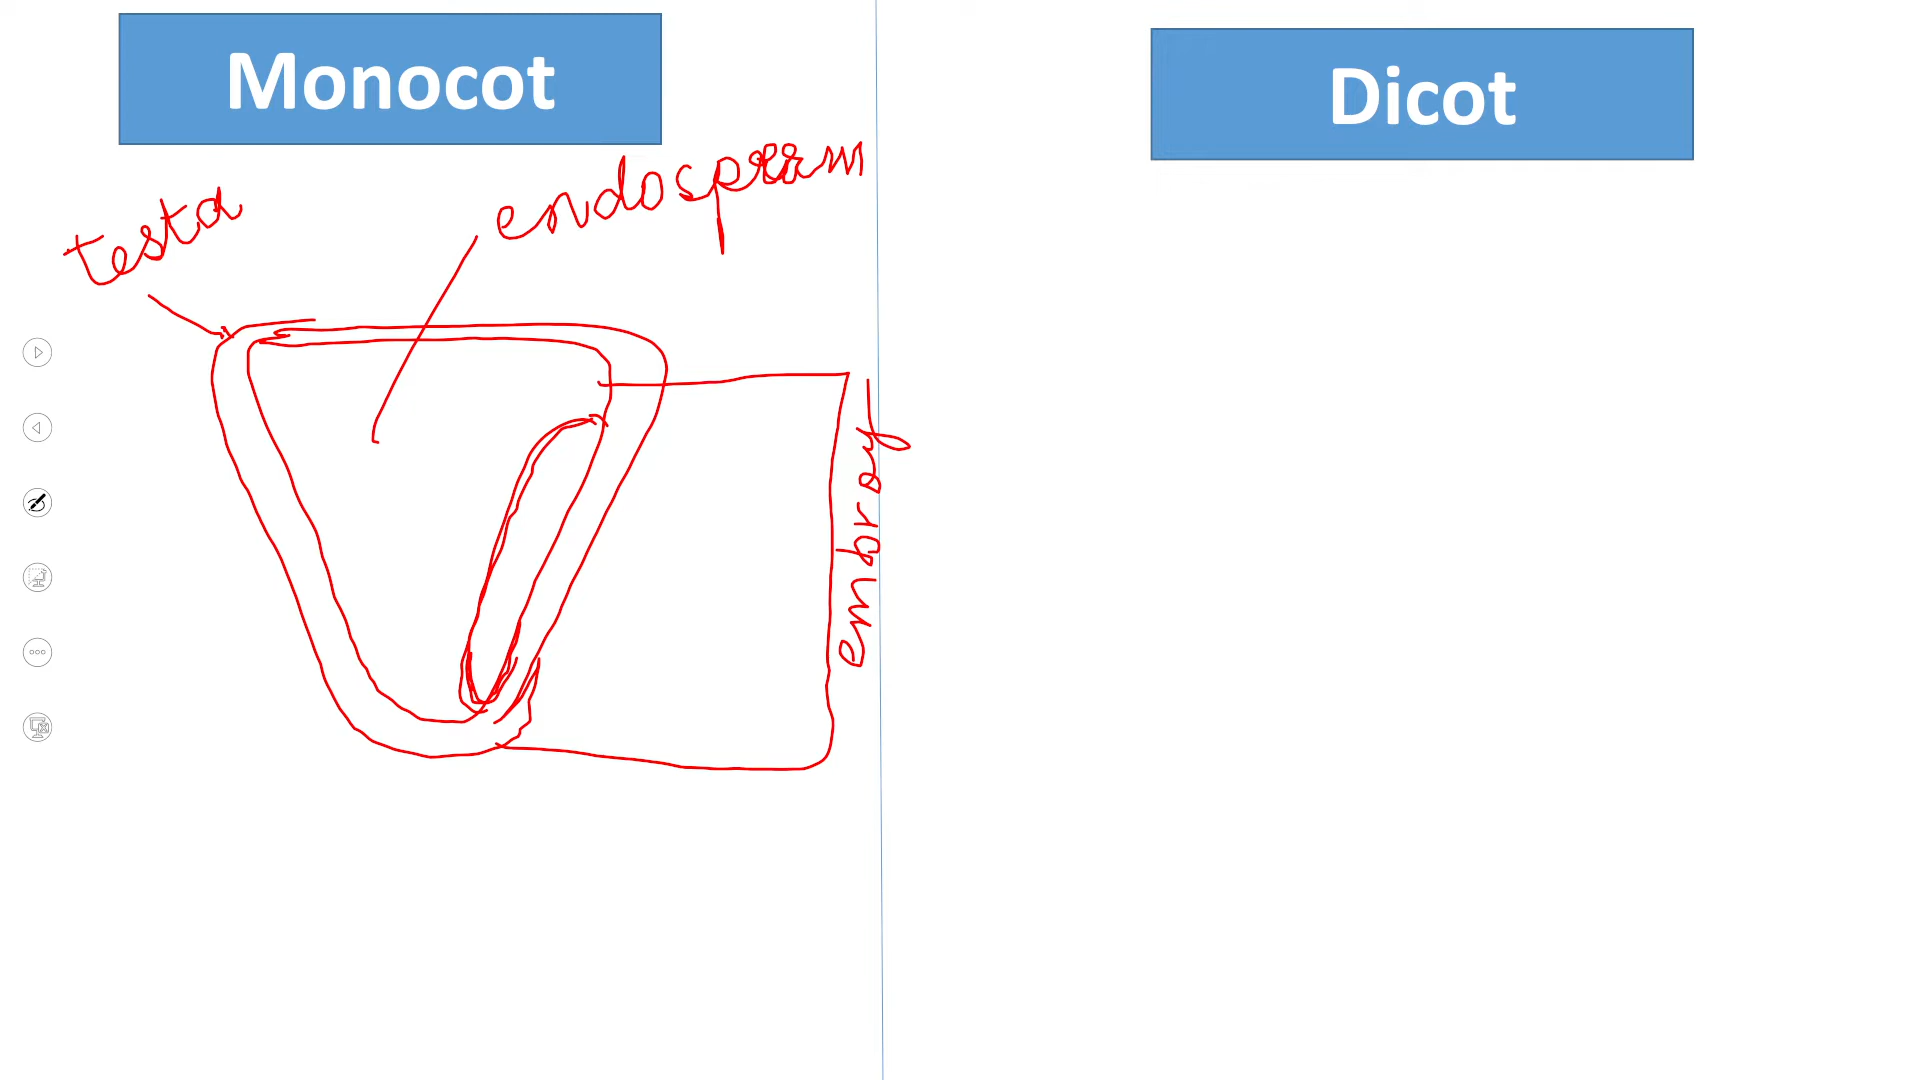 Monocot
Dicot
testa
endosperm
embryo